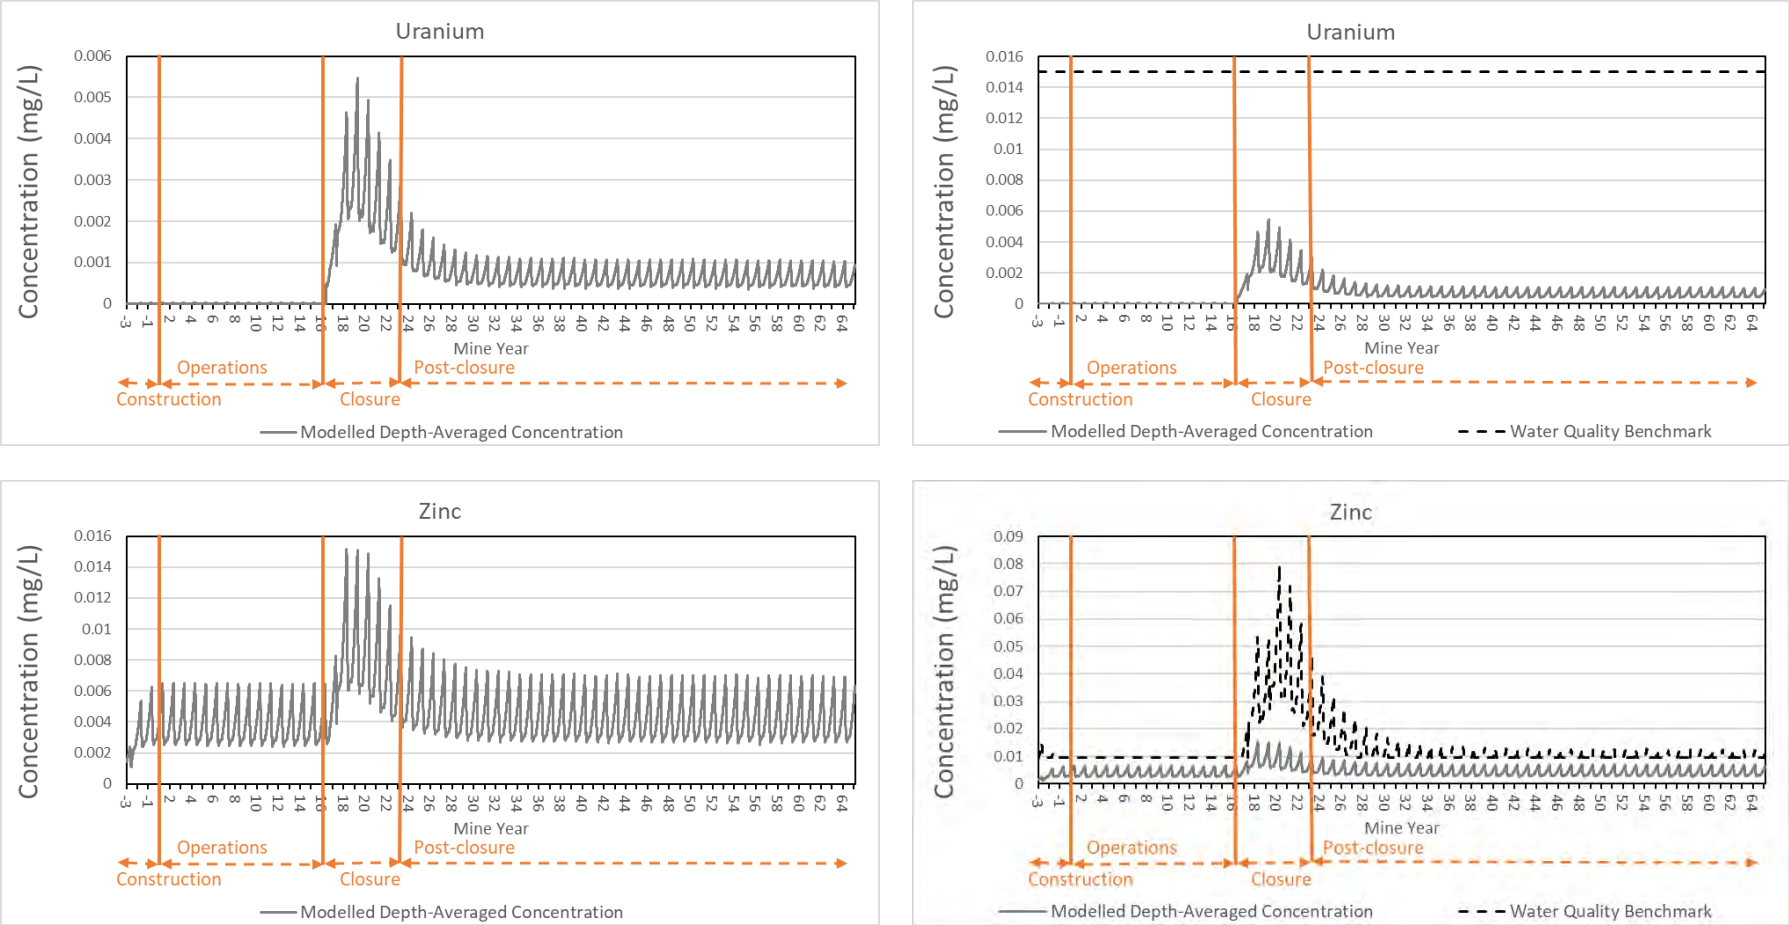 Uranium
Concentration (mg/L)
0.006
0.005
0.004
0.003
0.002
0.001
0
-3 -1 2 4 6 8 10 12 14 16 18 20 22 24 26 28 30 32 34 36 38 40 42 44 46 48 50 52 54 56 58 60 62 64
Mine Year
Operations Post-closure
Construction Closure
Modelled Depth-Averaged Concentration
Uranium
Concentration (mg/L)
0.016
0.014
0.012
0.01
0.008
0.006
0.004
0.002
0
-3 -1 2 4 6 8 10 12 14 16 18 20 22 24 26 28 30 32 34 36 38 40 42 44 46 48 50 52 54 56 58 60 62 64
Mine Year
Operations Post-closure
Construction Closure
Modelled Depth-Averaged Concentration Water Quality Benchmark
Zinc
Concentration (mg/L)
0.016
0.014
0.012
0.01
0.008
0.006
0.004
0.002
0
-3 -1 2 4 6 8 10 12 14 16 18 20 22 24 26 28 30 32 34 36 38 40 42 44 46 48 50 52 54 56 58 60 62 64
Mine Year
Operations Post-closure
Construction Closure
Modelled Depth-Averaged Concentration
Zinc
Concentration (mg/L)
0.09
0.08
0.07
0.06
0.05
0.04
0.03
0.02
0.01
0
-3 -1 2 4 6 8 10 12 14 16 18 20 22 24 26 28 30 32 34 36 38 40 42 44 46 48 50 52 54 56 58 60 62 64
Mine Year
Operations Post-closure
Construction Closure
Modelled Depth-Averaged Concentration Water Quality Benchmark